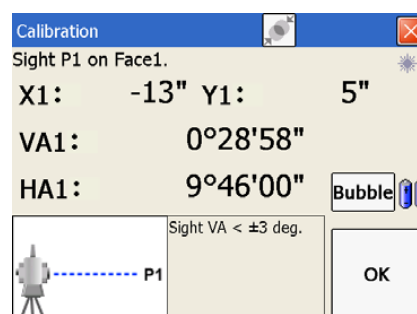 Calibration
Sight P1 on Face1.
X1: -13" Y1: 5"
VA1: 0°28'58"
HA1: 9°46'00"
Bubble
Sight VA < ±3 deg.
P1
OK